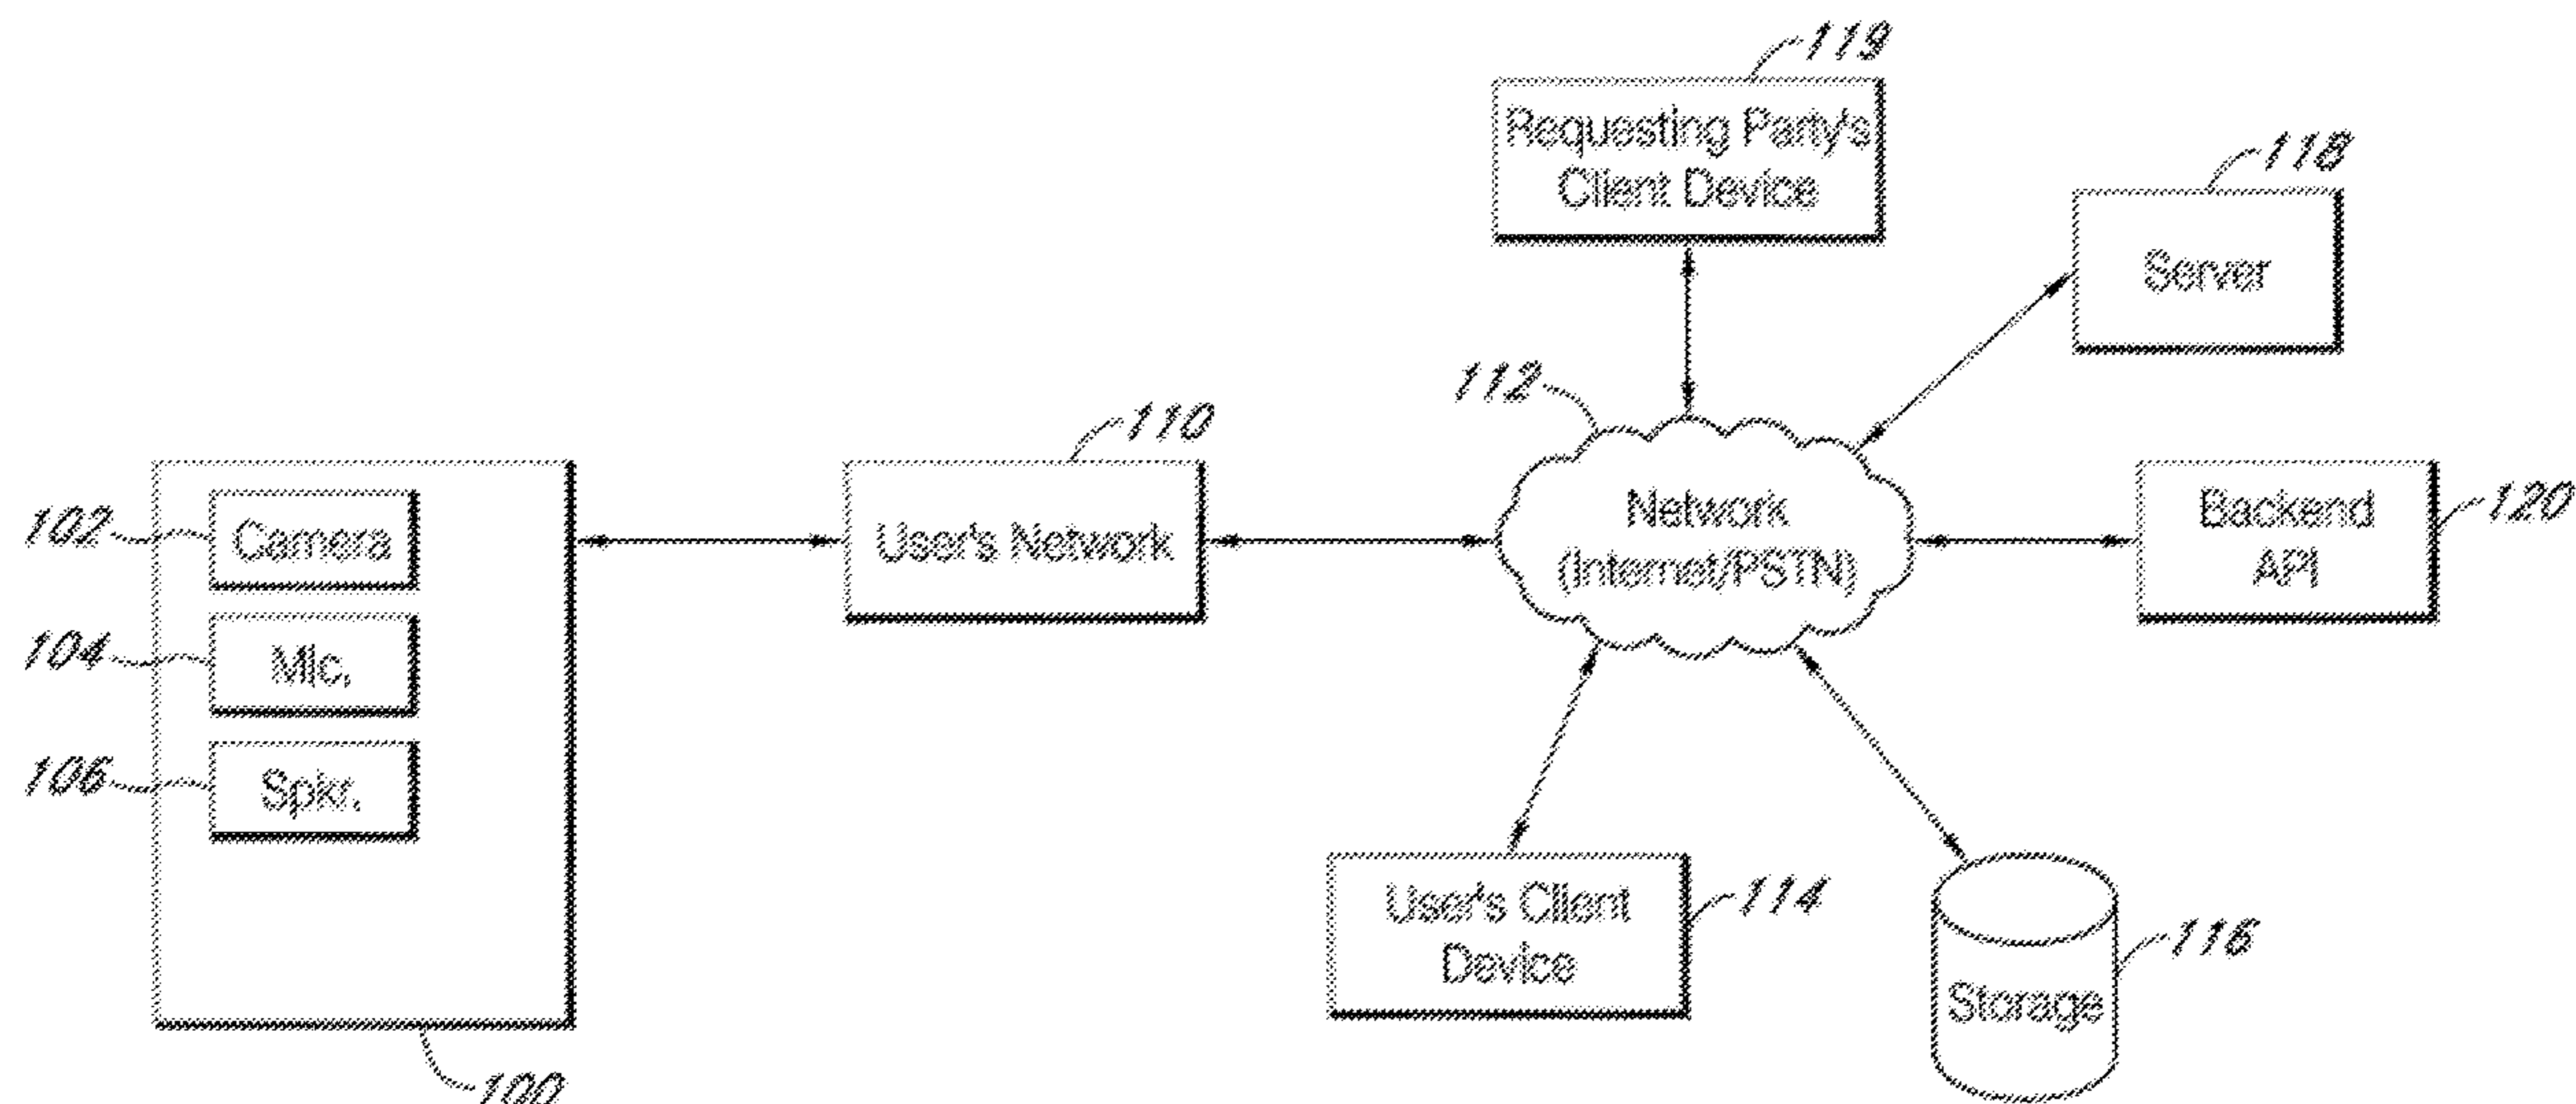 119
Requesting Party's
Client Device
118
Server
112
110
102
Camera
User's Network
Network
(Internet/PSTN)
Backend
API
120
104
Mic.
106
Spkr.
User's Client
Device
114
116
Storage
100